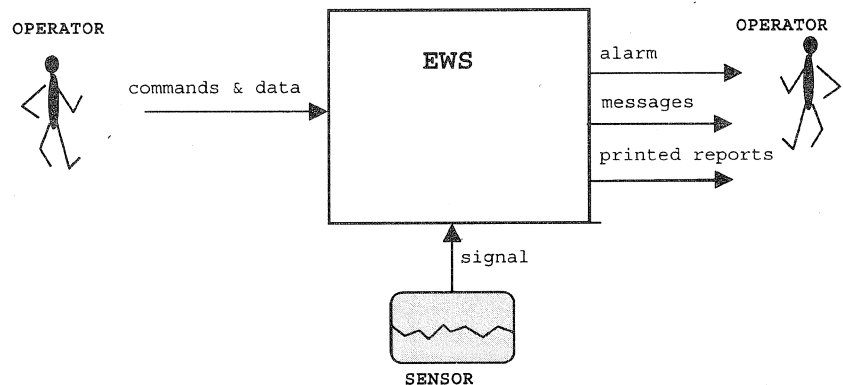 OPERATOR
OPERATOR
EWS
alarm
commands & data
messages
printed reports
signal
SENSOR